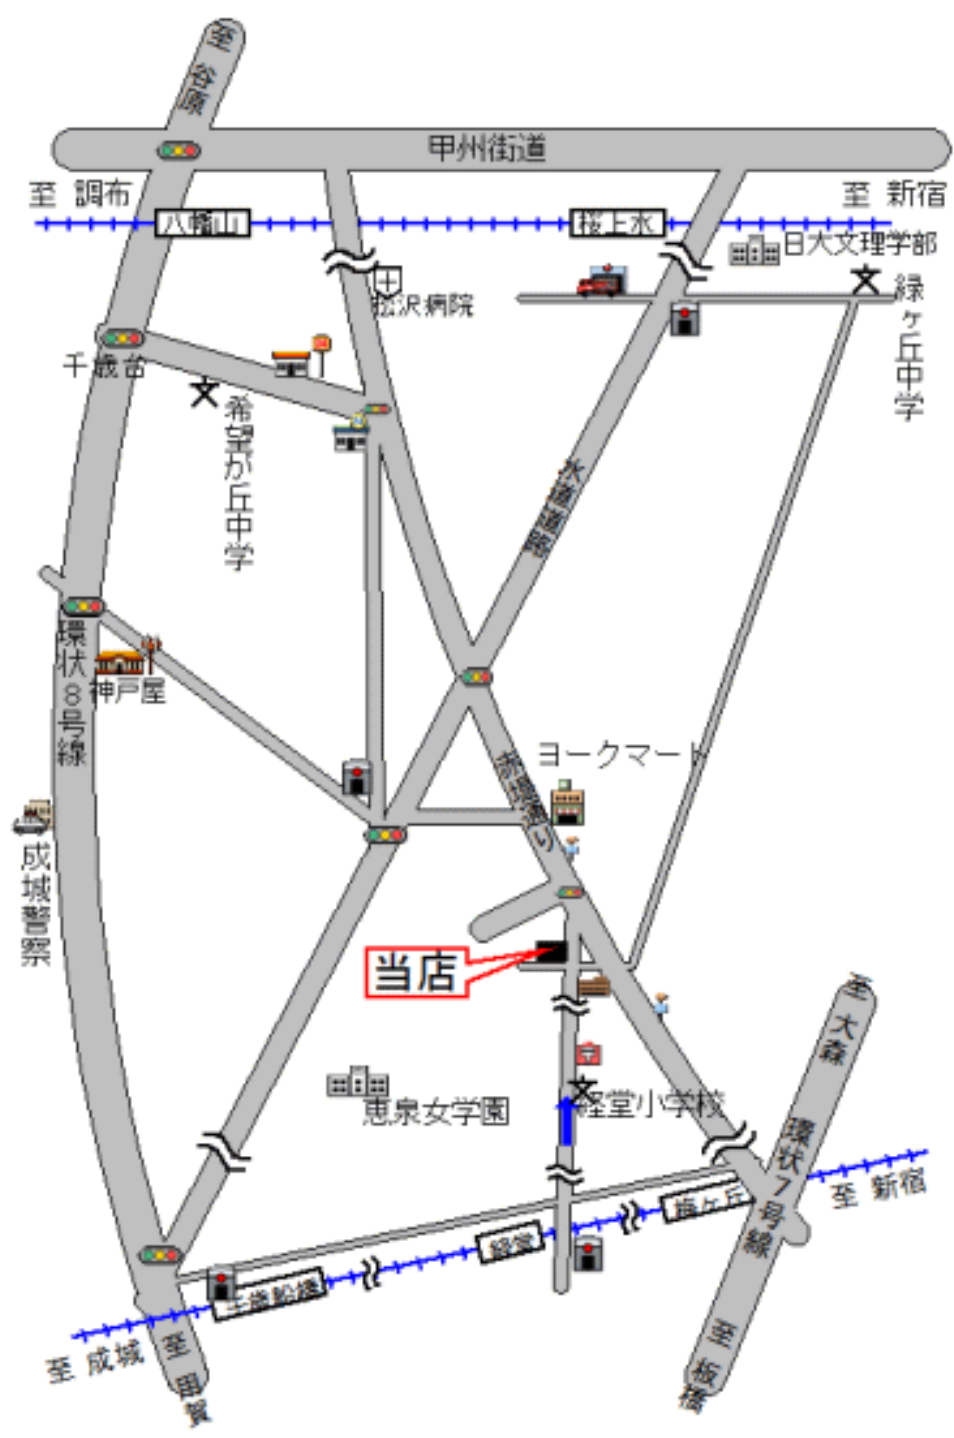 至 谷原
甲州街道
至 調布
至 新宿
八幡山
桜上水
日大文理学部
松沢病院
緑ヶ丘中学
千歳台
希望が丘中学
水道道路
環状8号線
神戸屋
ヨークマート
成城警察
当店
至 大森
恵泉女学園
経堂小学校
環状7号線
至 新宿
梅ヶ丘
経堂
千歳船橋
至 成城
至 用賀
至 板橋